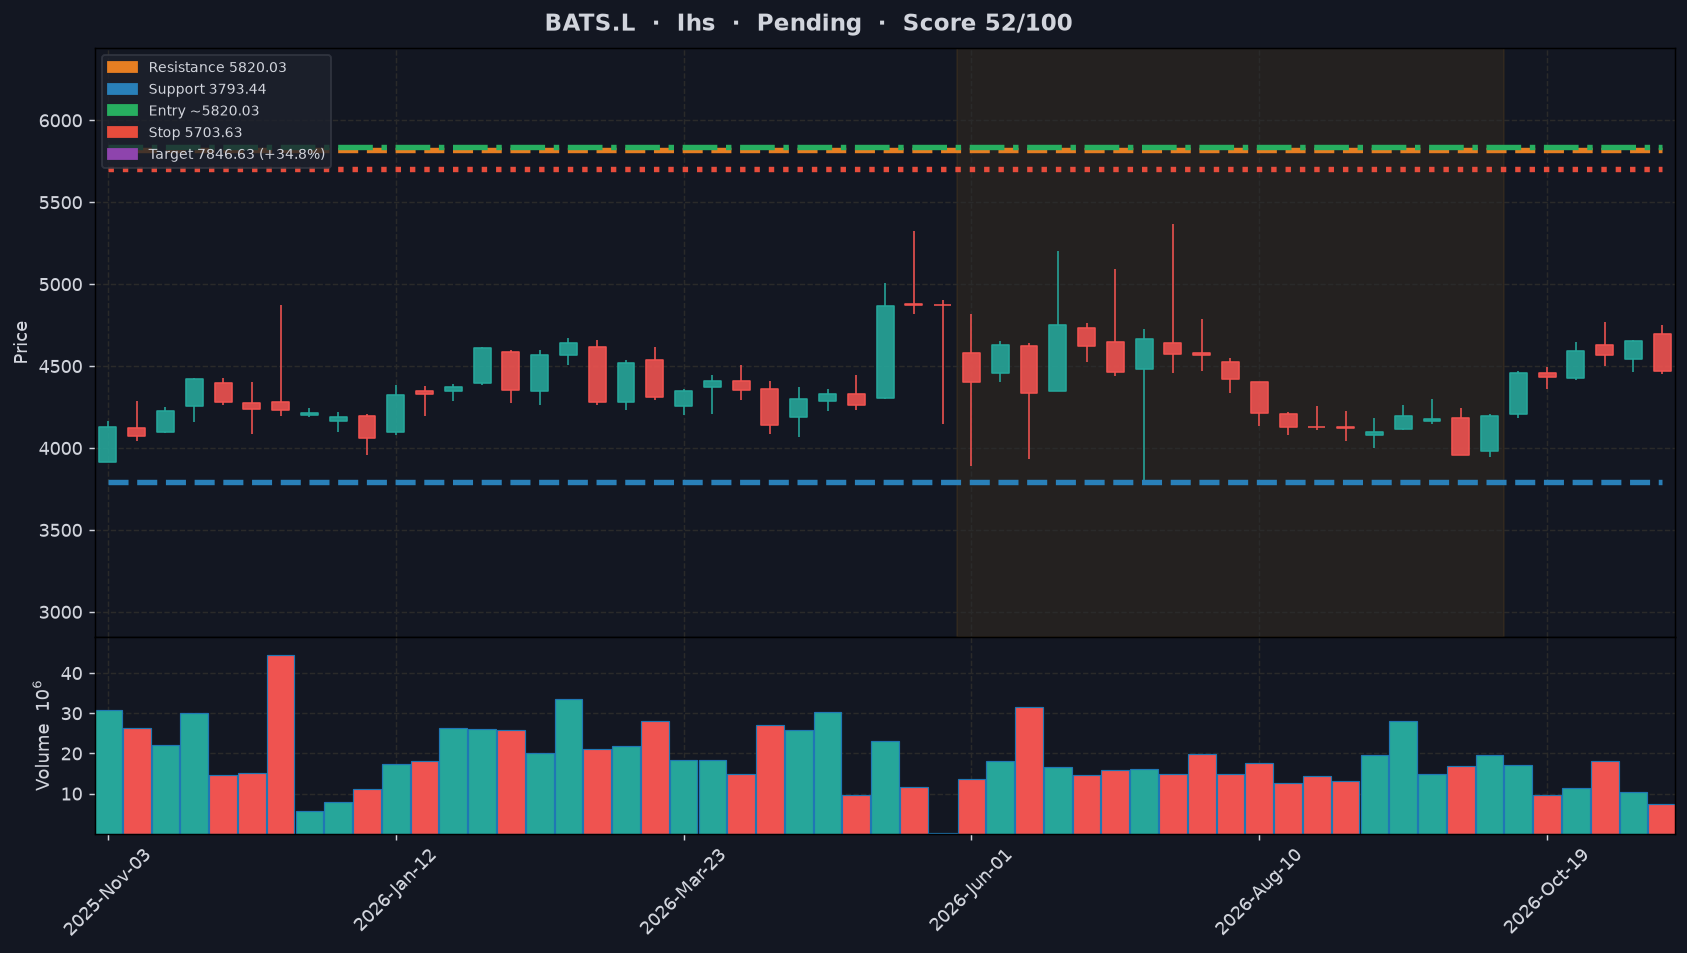 BATS.L  ·  Ihs  ·  Pending  ·  Score 52/100
Resistance 5820.03
Support 3793.44
Entry ~5820.03
Stop 5703.63
Target 7846.63 (+34.8%)
Price
6000
5500
5000
4500
4000
3500
3000
Volume 10⁶
40
30
20
10
2025-Nov-03
2026-Jan-12
2026-Mar-23
2026-Jun-01
2026-Aug-10
2026-Oct-19